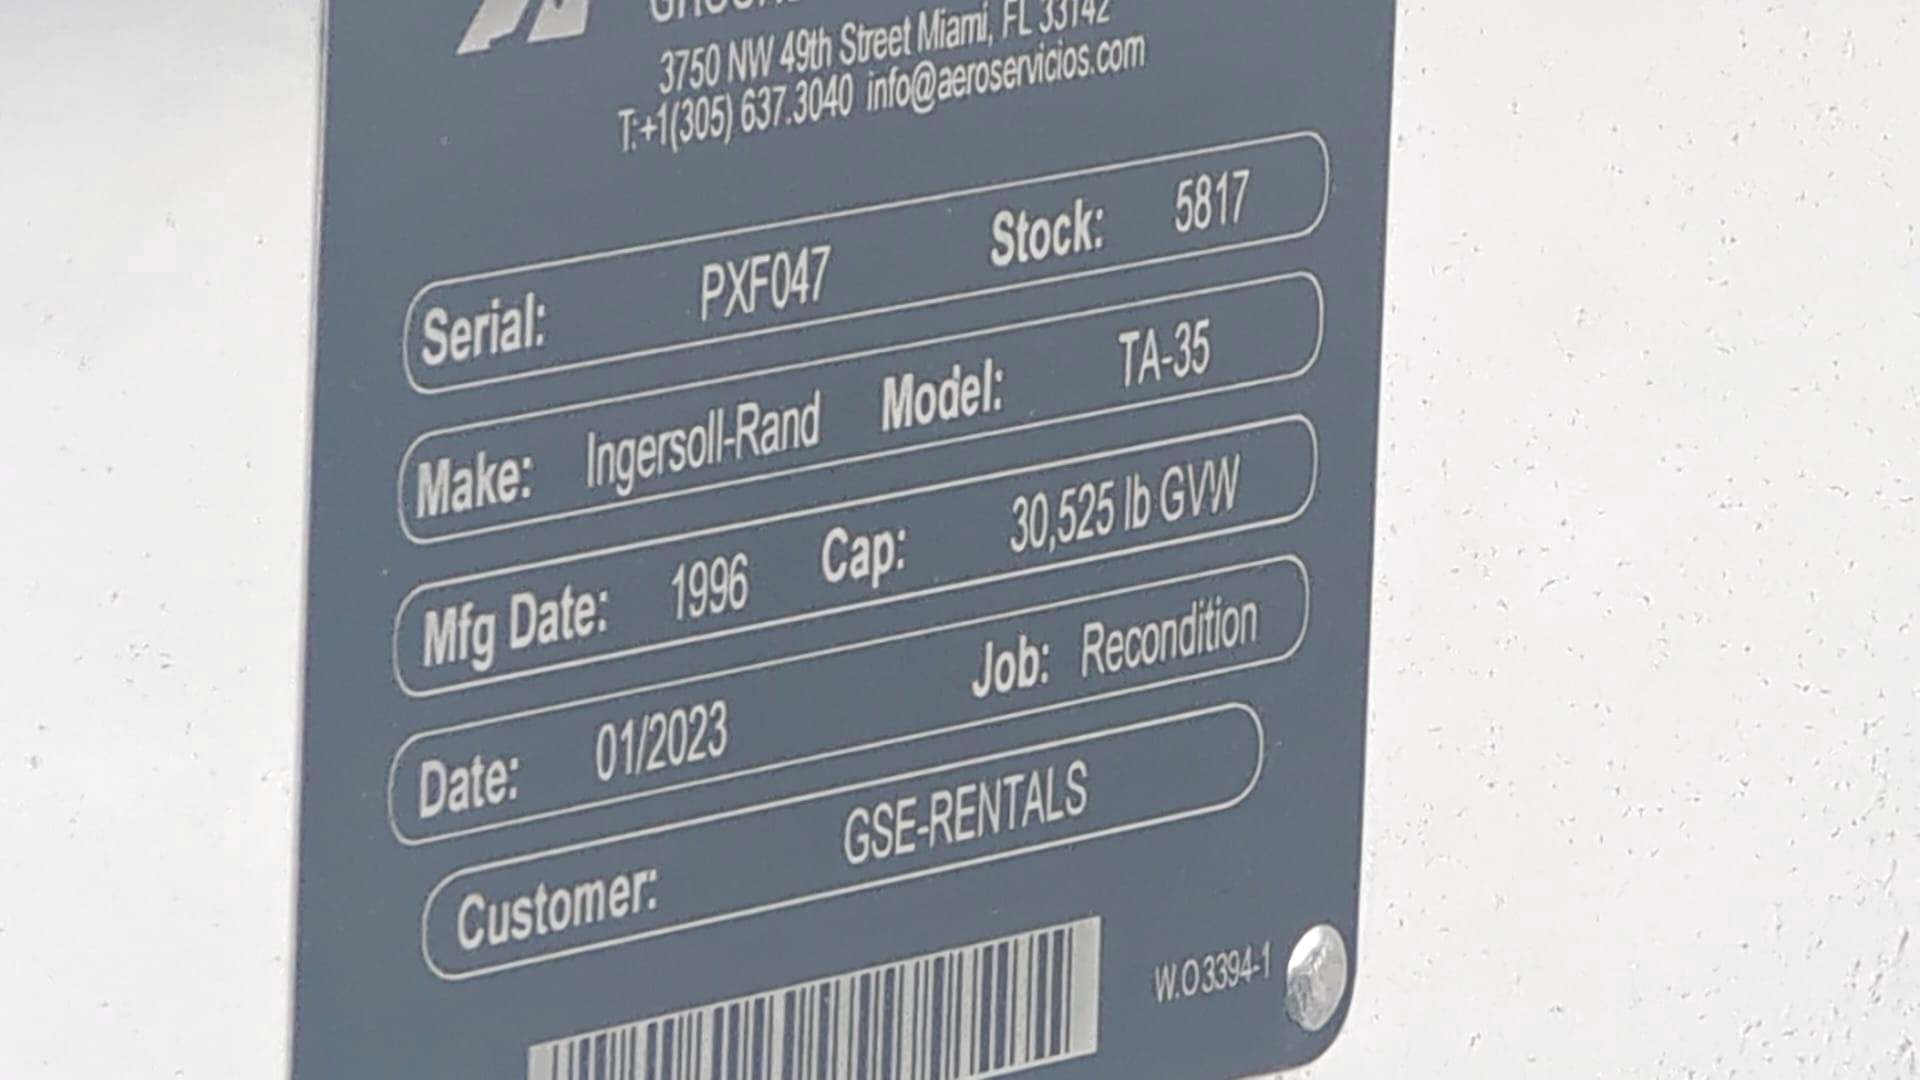 3750 NW 49th Street Miami, FL 33142
T:+1(305) 637.3040 info@aeroservicios.com
Serial: PXF047 Stock: 5817
Make: Ingersoll-Rand Model: TA-35
Mfg Date: 1996 Cap: 30,525 lb GVW
Date: 01/2023 Job: Recondition
Customer: GSE-RENTALS
W.O 3394-1